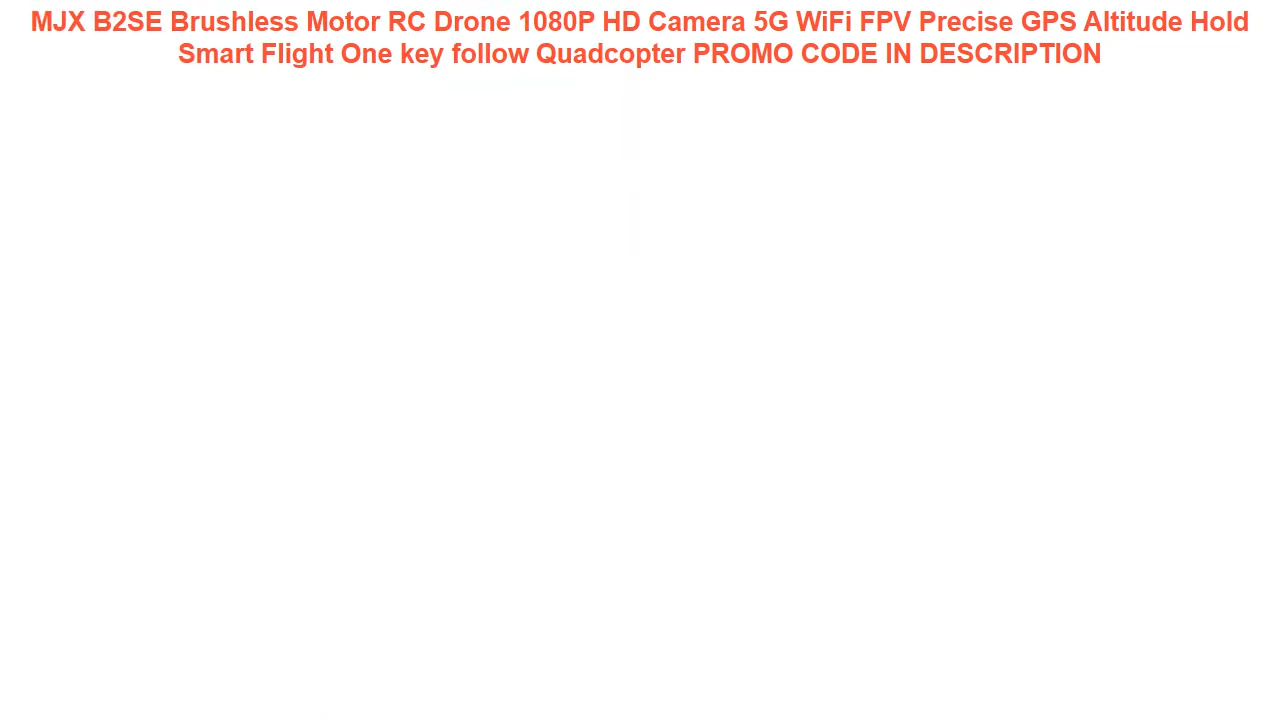 MJX B2SE Brushless Motor RC Drone 1080P HD Camera 5G WiFi FPV Precise GPS Altitude Hold
Smart Flight One key follow Quadcopter PROMO CODE IN DESCRIPTION